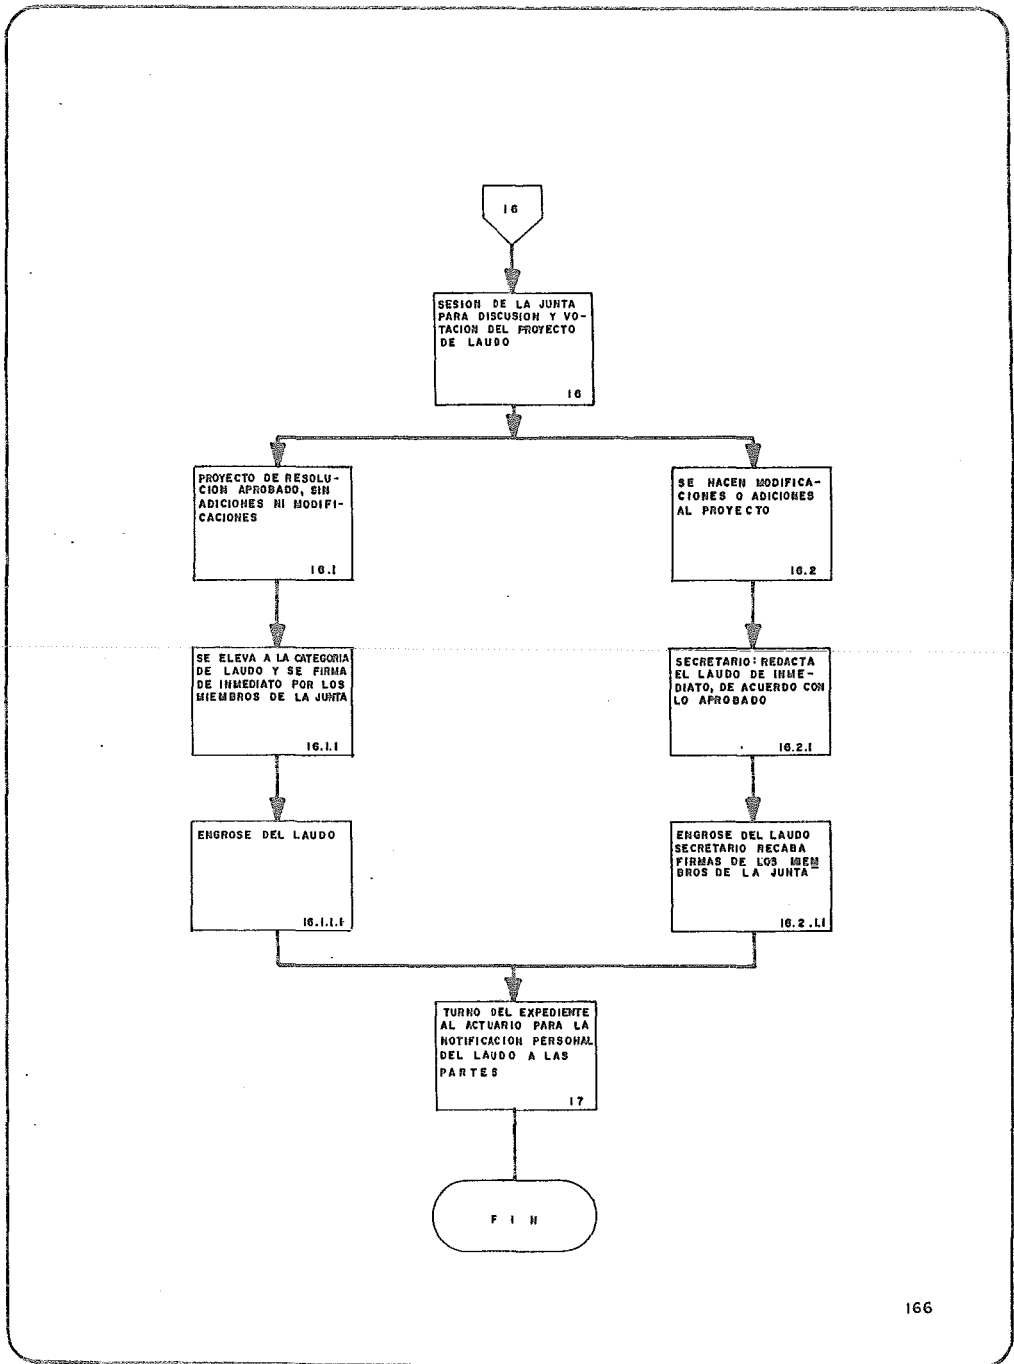 16
SESION DE LA JUNTA
PARA DISCUSION Y VO-
TACION DEL PROYECTO
DE LAUDO
16
PROYECTO DE RESOLU-
CION APROBADO, SIN
ADICIONES NI MODIFI-
CACIONES
16.1
SE HACEN MODIFICA-
CIONES O ADICIONES
AL PROYECTO
16.2
SE ELEVA A LA CATEGORIA
DE LAUDO Y SE FIRMA
DE INMEDIATO POR LOS
MIEMBROS DE LA JUNTA
16.1.1
SECRETARIO: REDACTA
EL LAUDO DE INME-
DIATO, DE ACUERDO CON
LO APROBADO
16.2.1
ENGROSE DEL LAUDO
16.1.1.1
ENGROSE DEL LAUDO
SECRETARIO RECABA
FIRMAS DE LOS MIEM
BROS DE LA JUNTA
16.2.1.1
TURNO DEL EXPEDIENTE
AL ACTUARIO PARA LA
NOTIFICACION PERSONAL
DEL LAUDO A LAS
PARTES
17
FIN
166